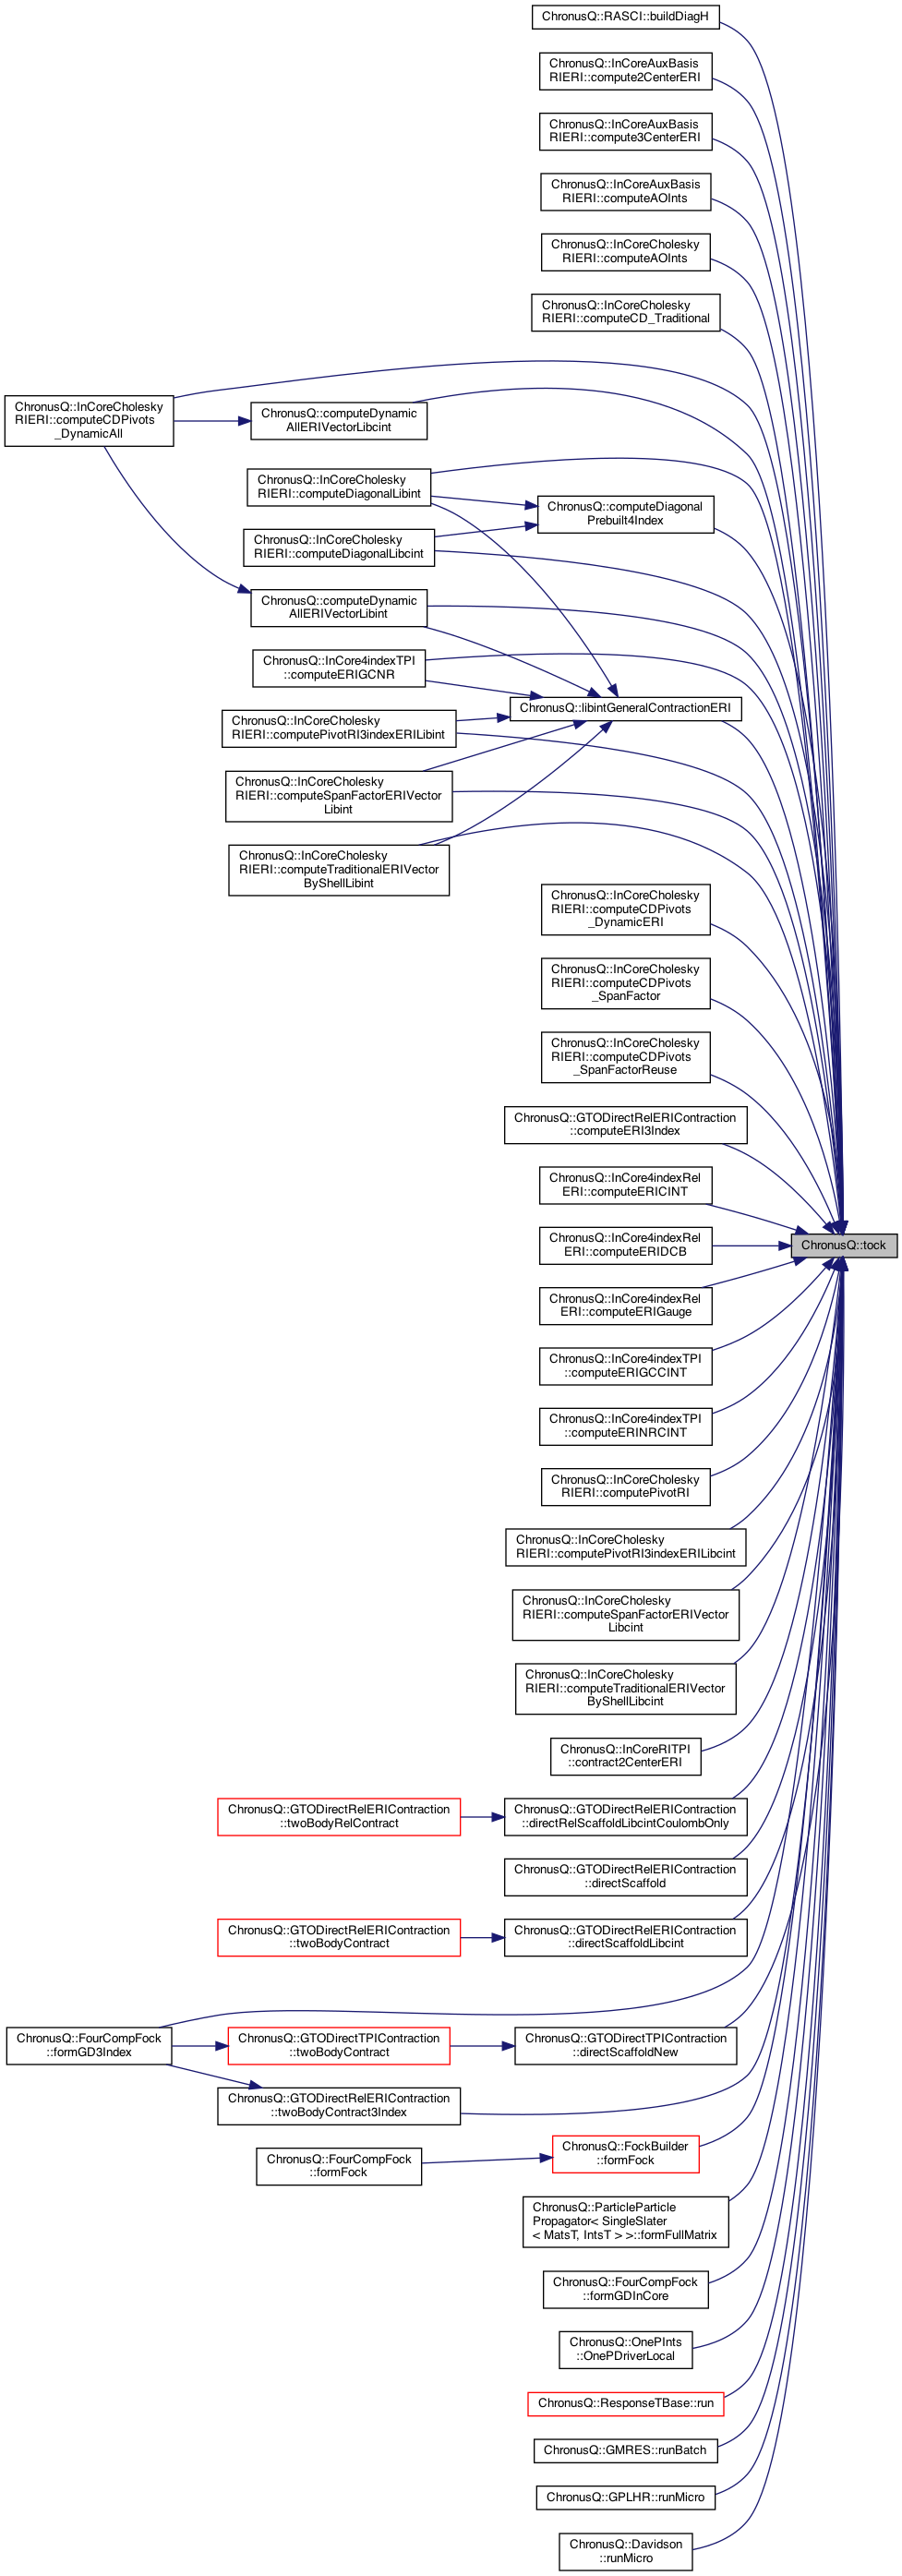 ChronusQ::RASCI::buildDiagH
ChronusQ::InCoreAuxBasis
RIERI::compute2CenterERI
ChronusQ::InCoreAuxBasis
RIERI::compute3CenterERI
ChronusQ::InCoreAuxBasis
RIERI::computeAOInts
ChronusQ::InCoreCholesky
RIERI::computeAOInts
ChronusQ::InCoreCholesky
RIERI::computeCD_Traditional
ChronusQ::InCoreCholesky
RIERI::computeCDPivots
_DynamicAll
ChronusQ::computeDynamic
AllERIVectorLibcint
ChronusQ::InCoreCholesky
RIERI::computeDiagonalLibint
ChronusQ::computeDiagonal
Prebuilt4Index
ChronusQ::InCoreCholesky
RIERI::computeDiagonalLibcint
ChronusQ::computeDynamic
AllERIVectorLibint
ChronusQ::InCore4indexTPI
::computeERIGCNR
ChronusQ::libintGeneralContractionERI
ChronusQ::InCoreCholesky
RIERI::computePivotRI3indexERILibint
ChronusQ::InCoreCholesky
RIERI::computeSpanFactorERIVector
Libint
ChronusQ::InCoreCholesky
RIERI::computeTraditionalERIVector
ByShellLibint
ChronusQ::InCoreCholesky
RIERI::computeCDPivots
_DynamicERI
ChronusQ::InCoreCholesky
RIERI::computeCDPivots
_SpanFactor
ChronusQ::InCoreCholesky
RIERI::computeCDPivots
_SpanFactorReuse
ChronusQ::GTODirectRelERIContraction
::computeERI3Index
ChronusQ::InCore4indexRel
ERI::computeERICINT
ChronusQ::InCore4indexRel
ERI::computeERIDCB
ChronusQ::tock
ChronusQ::InCore4indexRel
ERI::computeERIGauge
ChronusQ::InCore4indexTPI
::computeERIGCCINT
ChronusQ::InCore4indexTPI
::computeERINRCINT
ChronusQ::InCoreCholesky
RIERI::computePivotRI
ChronusQ::InCoreCholesky
RIERI::computePivotRI3indexERILibcint
ChronusQ::InCoreCholesky
RIERI::computeSpanFactorERIVector
Libcint
ChronusQ::InCoreCholesky
RIERI::computeTraditionalERIVector
ByShellLibcint
ChronusQ::InCoreRITPI
::contract2CenterERI
ChronusQ::GTODirectRelERIContraction
::twoBodyRelContract
ChronusQ::GTODirectRelERIContraction
::directRelScaffoldLibcintCoulombOnly
ChronusQ::GTODirectRelERIContraction
::directScaffold
ChronusQ::GTODirectRelERIContraction
::twoBodyContract
ChronusQ::GTODirectRelERIContraction
::directScaffoldLibcint
ChronusQ::FourCompFock
::formGD3Index
ChronusQ::GTODirectTPIContraction
::twoBodyContract
ChronusQ::GTODirectTPIContraction
::directScaffoldNew
ChronusQ::GTODirectRelERIContraction
::twoBodyContract3Index
ChronusQ::FourCompFock
::formFock
ChronusQ::FockBuilder
::formFock
ChronusQ::ParticleParticle
Propagator< SingleSlater
< MatsT, IntsT > >::formFullMatrix
ChronusQ::FourCompFock
::formGDInCore
ChronusQ::OnePInts
::OnePDriverLocal
ChronusQ::ResponseTBase::run
ChronusQ::GMRES::runBatch
ChronusQ::GPLHR::runMicro
ChronusQ::Davidson
::runMicro